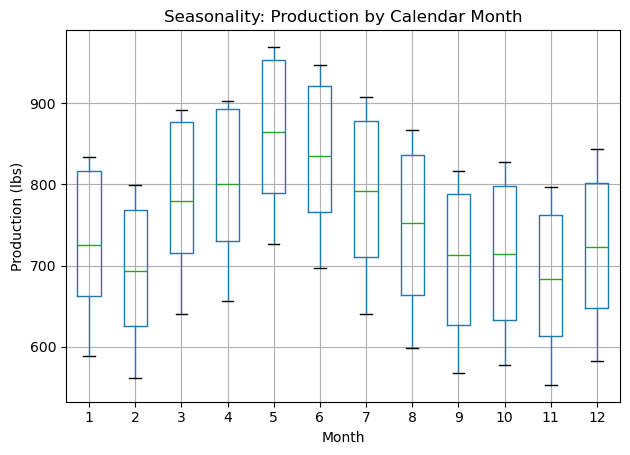 Seasonality: Production by Calendar Month
Production (lbs)
900
800
700
600
1 2 3 4 5 6 7 8 9 10 11 12
Month